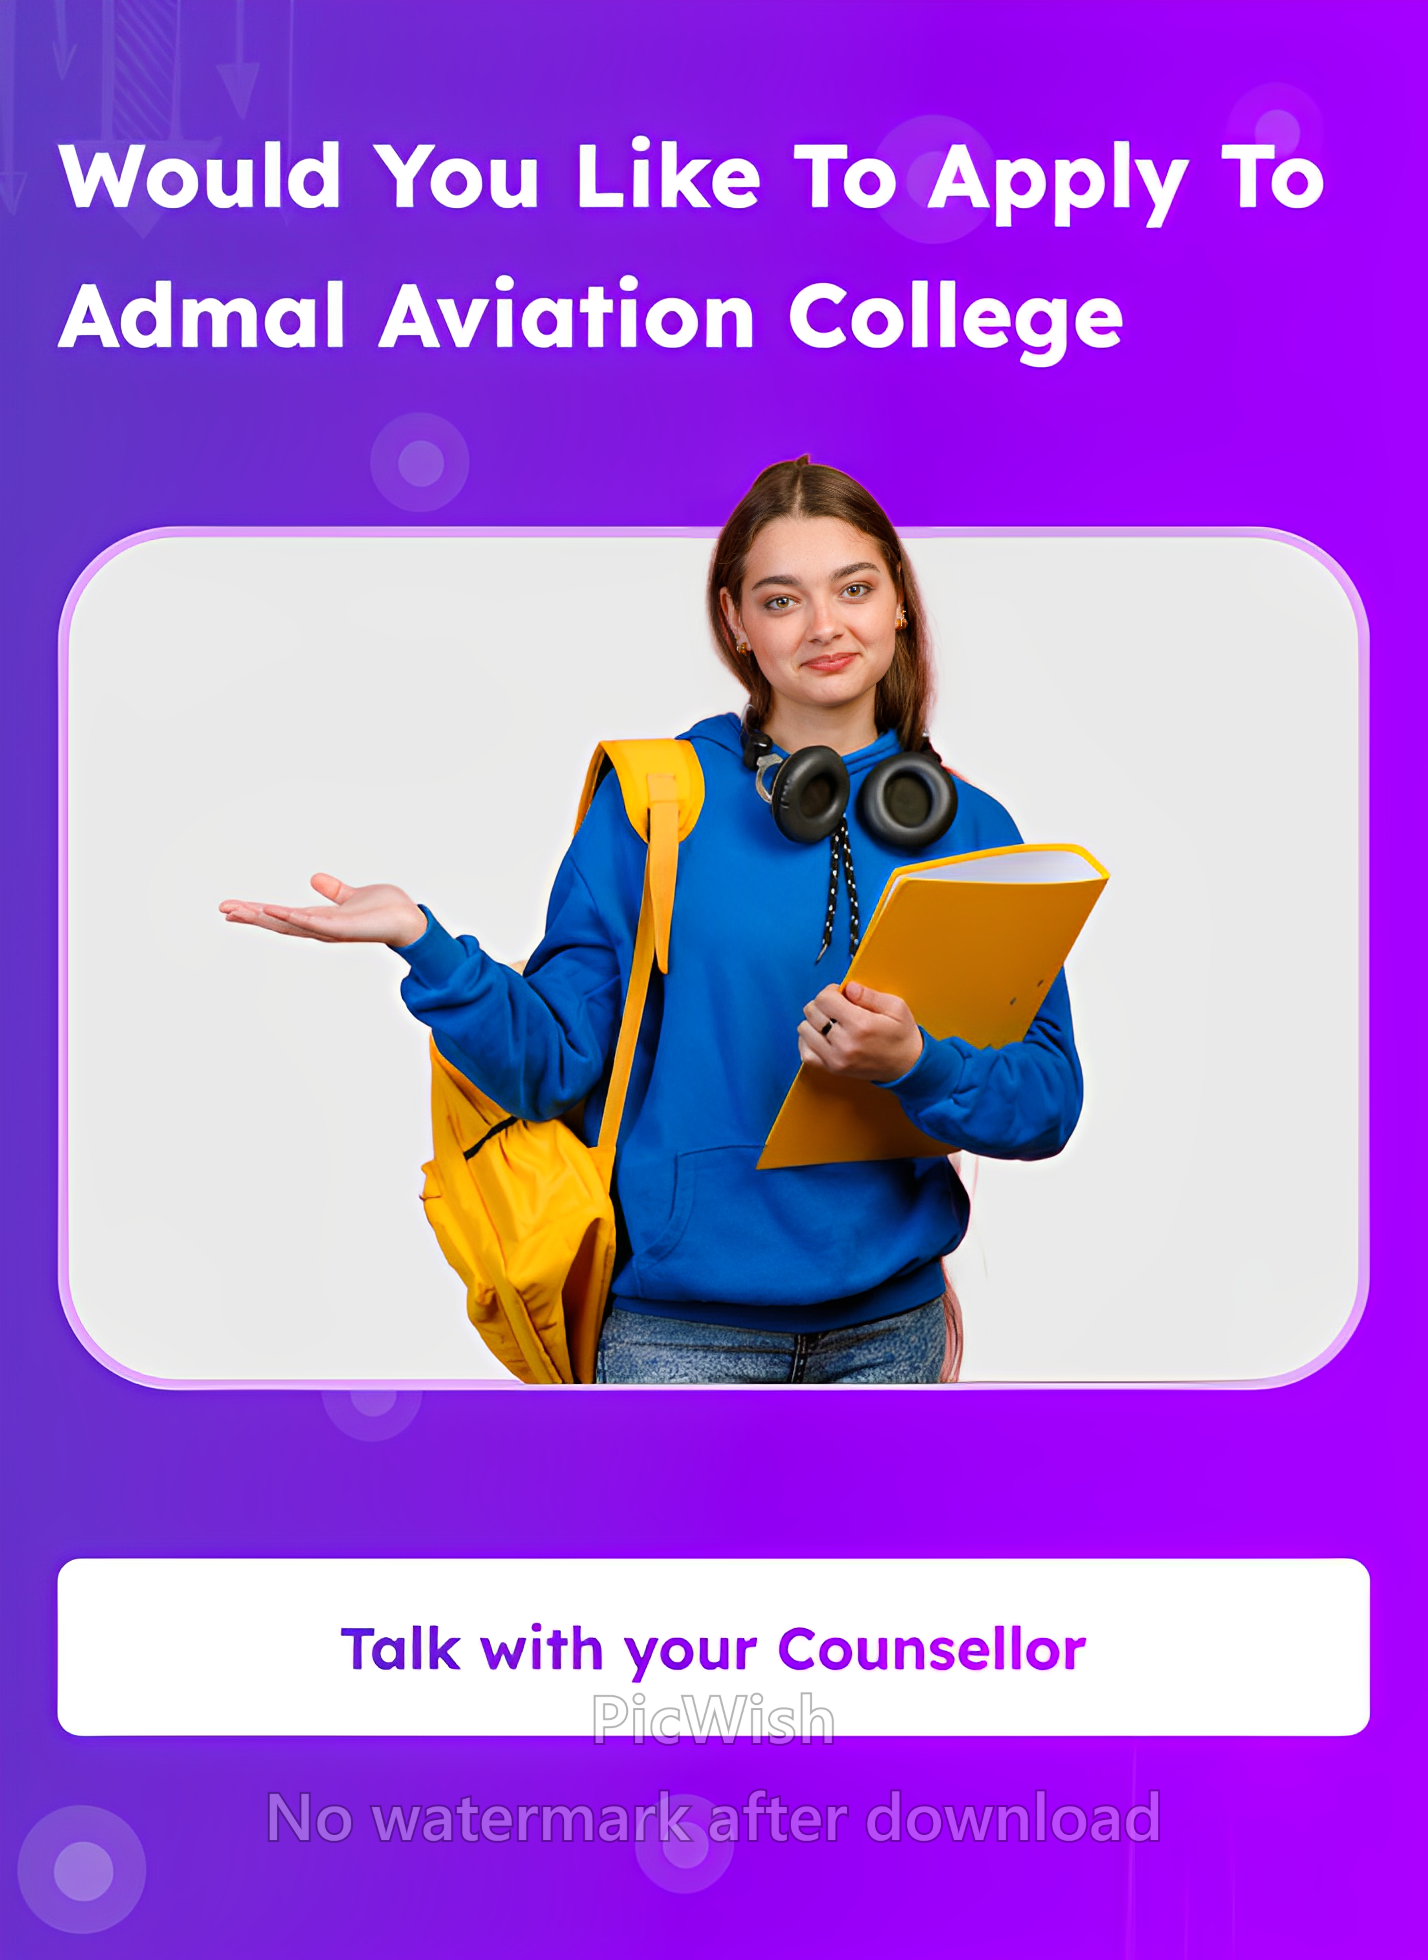 Would You Like To Apply To
Admal Aviation College
Talk with your Counsellor
PicWish
No watermark after download